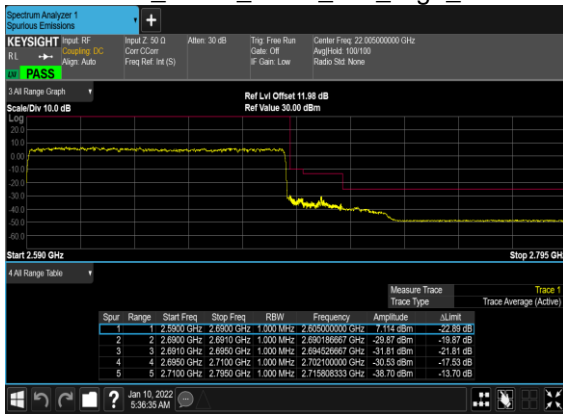 Spectrum Analyzer 1
Spurious Emissions
KEYSIGHT Input: RF Input Z: 50 Ω Atten: 30 dB Trig: Free Run Center Freq: 22.005000000 GHz
RL Coupling: DC Corr CCorr Gate: Off Avg|Hold: 100/100
Align: Auto Freq Ref: Int (S) IF Gain: Low Radio Std: None
PASS
3 All Range Graph Ref Lvl Offset 11.98 dB
Scale/Div 10.0 dB Ref Value 30.00 dBm
Log
20.0
10.0
0.00
-10.0
-20.0
-30.0
-40.0
-50.0
-60.0
Start 2.590 GHz Stop 2.795 GH
4 All Range Table
Measure Trace Trace 1
Trace Type Trace Average (Active)
Spur Range Start Freq Stop Freq RBW Frequency Amplitude ΔLimit
1 1 2.5900 GHz 2.6900 GHz 1.000 MHz 2.605000000 GHz 7.114 dBm -22.89 dB
2 2 2.6900 GHz 2.6910 GHz 1.000 MHz 2.690186667 GHz -29.87 dBm -19.87 dB
3 3 2.6910 GHz 2.6950 GHz 1.000 MHz 2.694526667 GHz -31.81 dBm -21.81 dB
4 4 2.6950 GHz 2.7100 GHz 1.000 MHz 2.702100000 GHz -30.53 dBm -17.53 dB
5 5 2.7100 GHz 2.7950 GHz 1.000 MHz 2.715808333 GHz -38.70 dBm -13.70 dB
Jan 10, 2022
5:36:35 AM